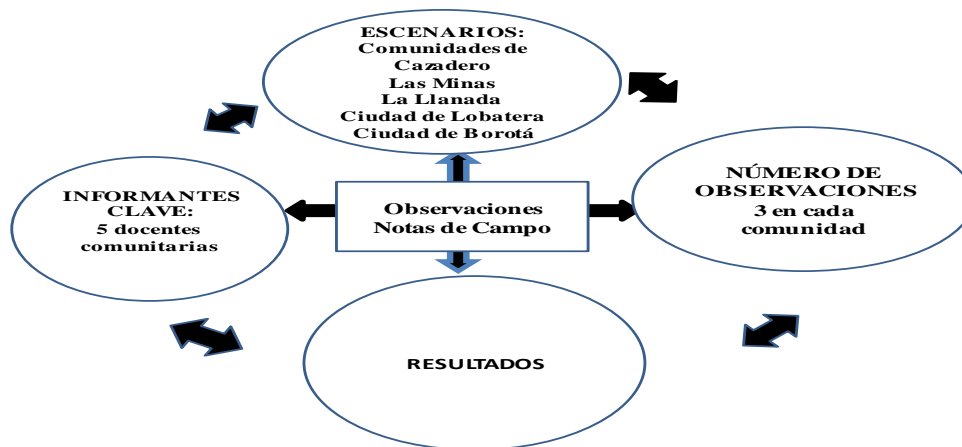 ESCENARIOS:
Comunidades de
Cazadero
Las Minas
La Llanada
Ciudad de Lobatera
Ciudad de Borotá
INFORMANTES
CLAVE:
5 docentes
comunitarias
Observaciones
Notas de Campo
NÚMERO DE
OBSERVACIONES
3 en cada
comunidad
RESULTADOS